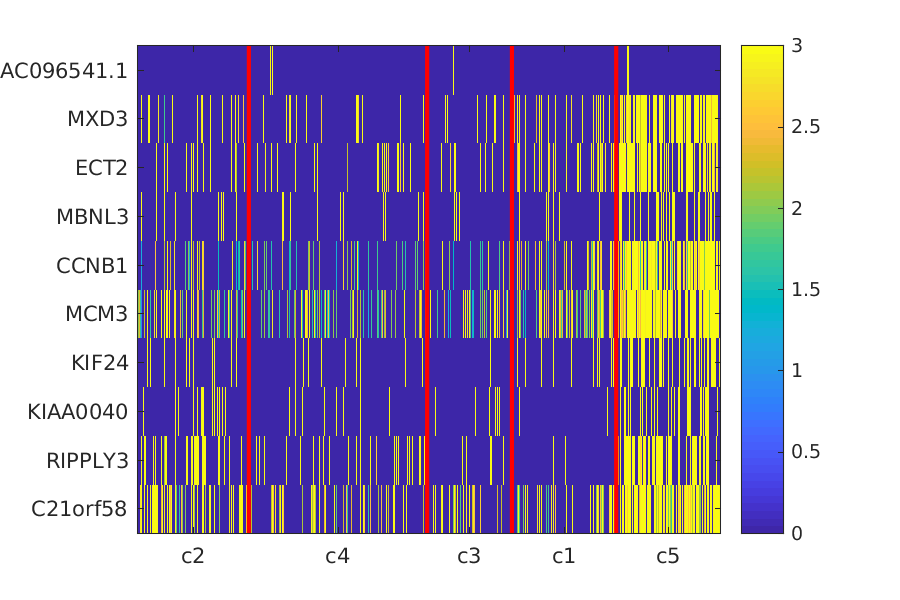 AC096541.1
MXD3
ECT2
MBNL3
CCNB1
MCM3
KIF24
KIAA0040
RIPPLY3
C21orf58
c2 c4 c3 c1 c5
3
2.5
2
1.5
1
0.5
0